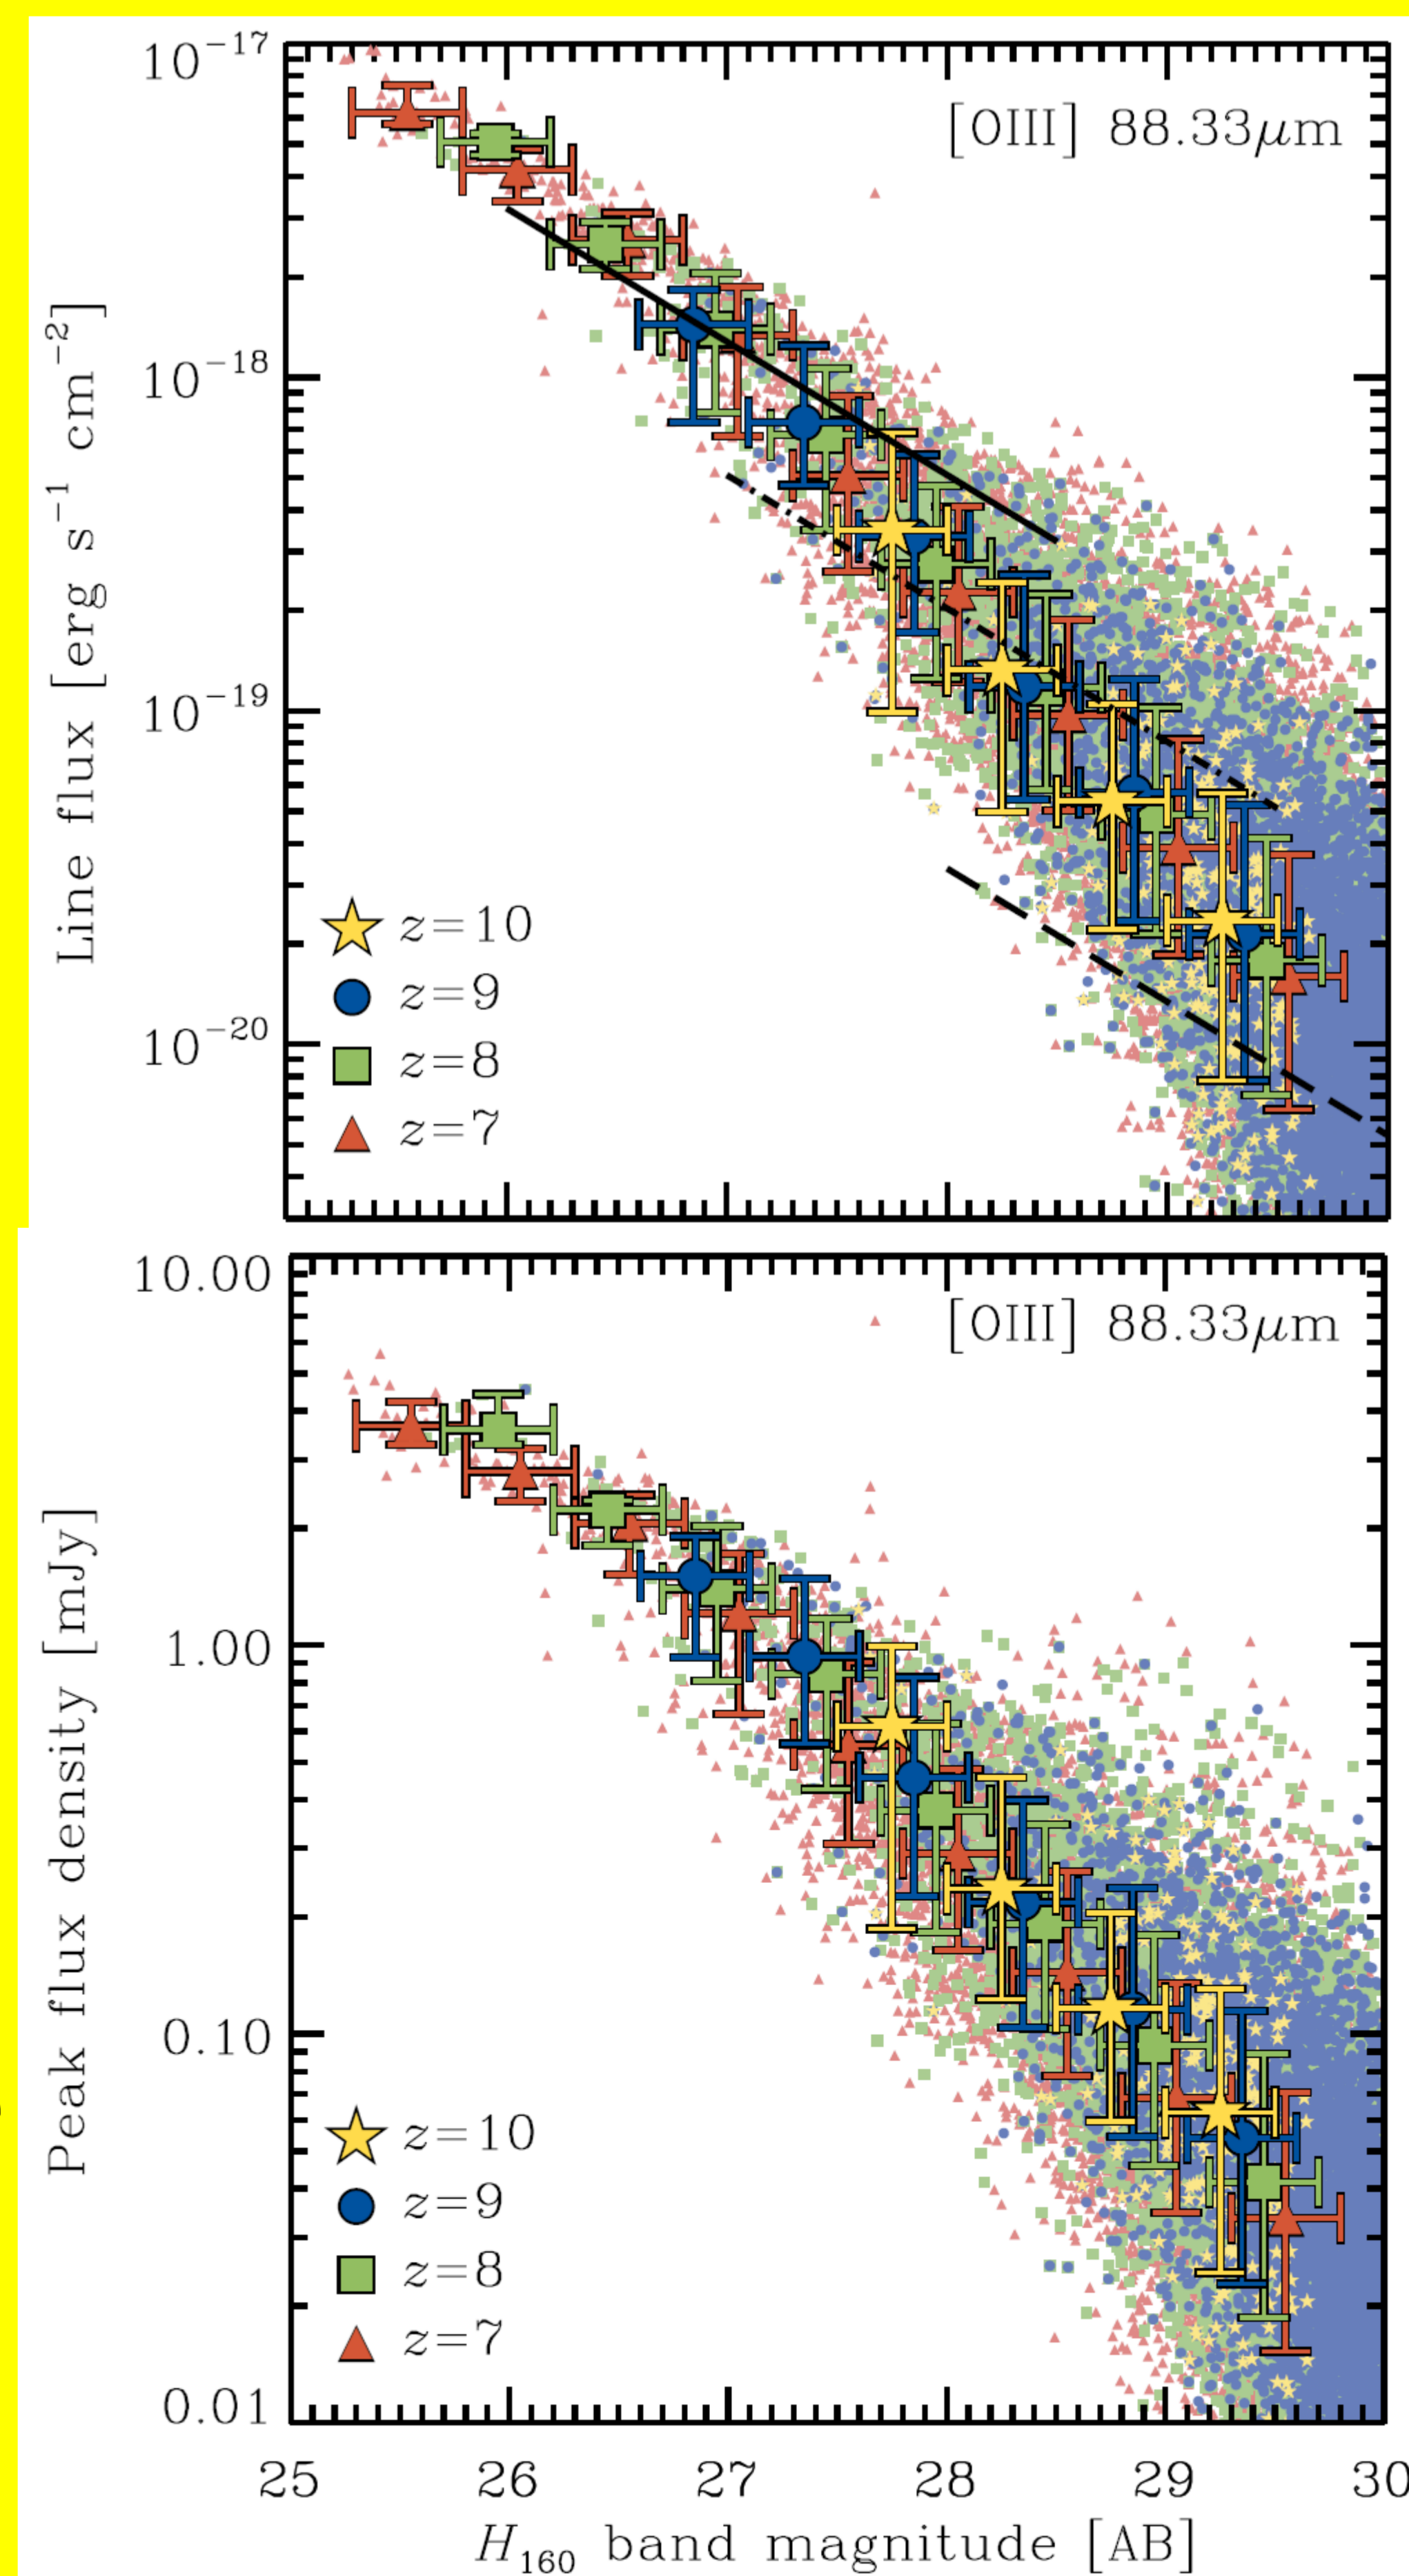 10⁻¹⁷
[OIII] 88.33μm
10⁻¹⁸
Line flux [erg s⁻¹ cm⁻²]
10⁻¹⁹
10⁻²⁰
z=10
z=9
z=8
z=7
10.00
[OIII] 88.33μm
1.00
Peak flux density [mJy]
0.10
z=10
z=9
z=8
z=7
0.01
25 26 27 28 29 30
H₁₆₀ band magnitude [AB]